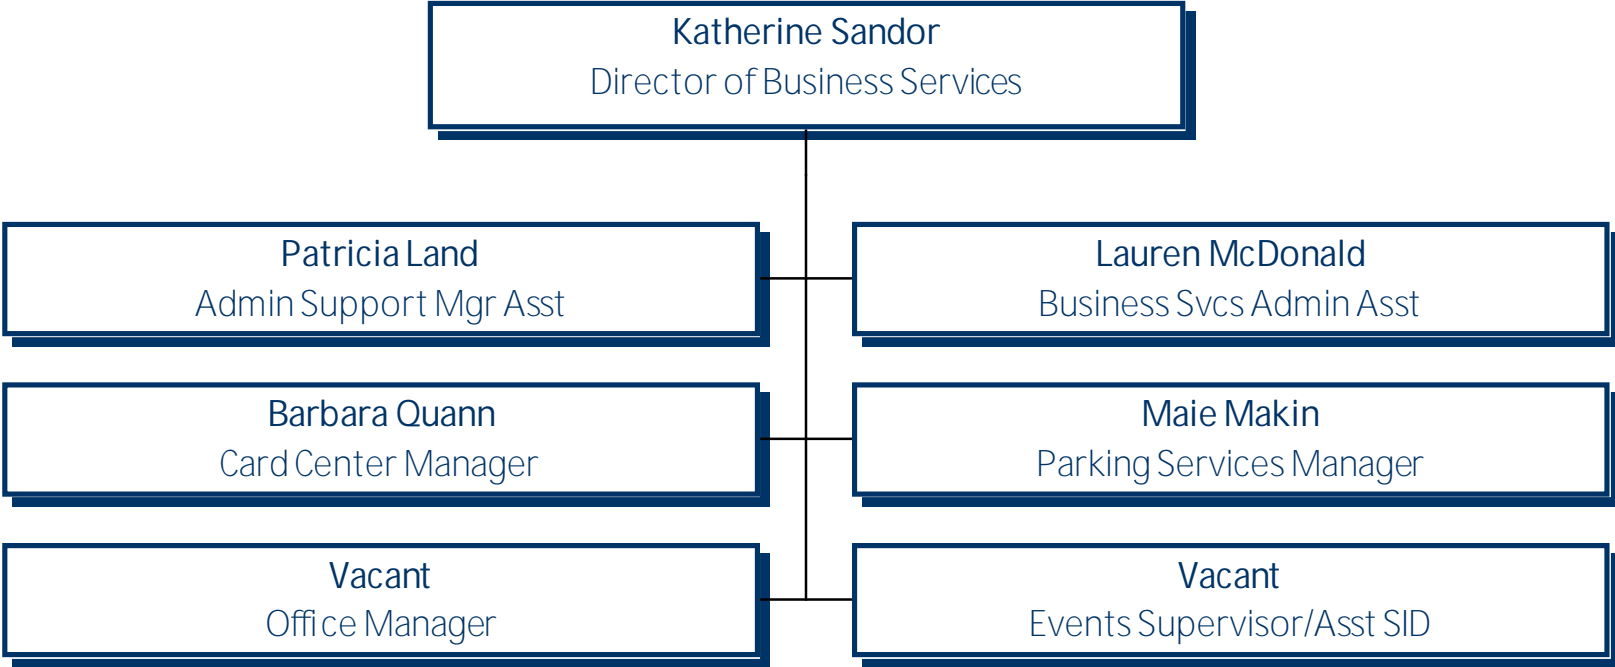 Katherine Sandor
Director of Business Services
Patricia Land
Admin Support Mgr Asst
Lauren McDonald
Business Svcs Admin Asst
Barbara Quann
Card Center Manager
Maie Makin
Parking Services Manager
Vacant
Office Manager
Vacant
Events Supervisor/Asst SID